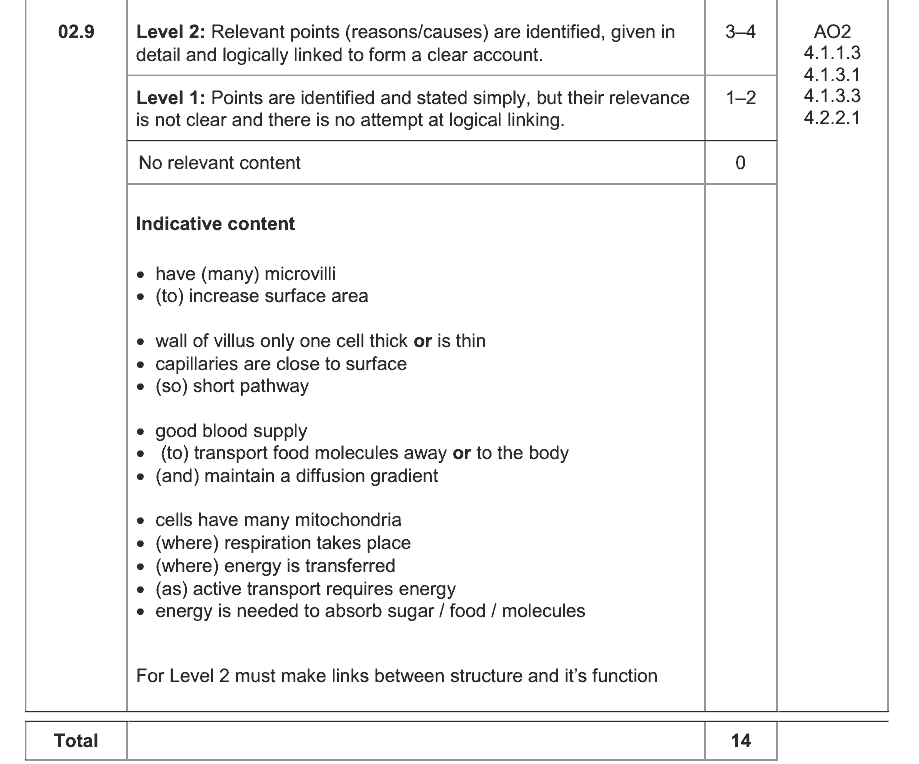 02.9
Level 2: Relevant points (reasons/causes) are identified, given in
detail and logically linked to form a clear account.
3–4
AO2
4.1.1.3
4.1.3.1
4.1.3.3
4.2.2.1
Level 1: Points are identified and stated simply, but their relevance
is not clear and there is no attempt at logical linking.
1–2
No relevant content
0
Indicative content
• have (many) microvilli
• (to) increase surface area
• wall of villus only one cell thick or is thin
• capillaries are close to surface
• (so) short pathway
• good blood supply
• (to) transport food molecules away or to the body
• (and) maintain a diffusion gradient
• cells have many mitochondria
• (where) respiration takes place
• (where) energy is transferred
• (as) active transport requires energy
• energy is needed to absorb sugar / food / molecules
For Level 2 must make links between structure and it's function
Total
14